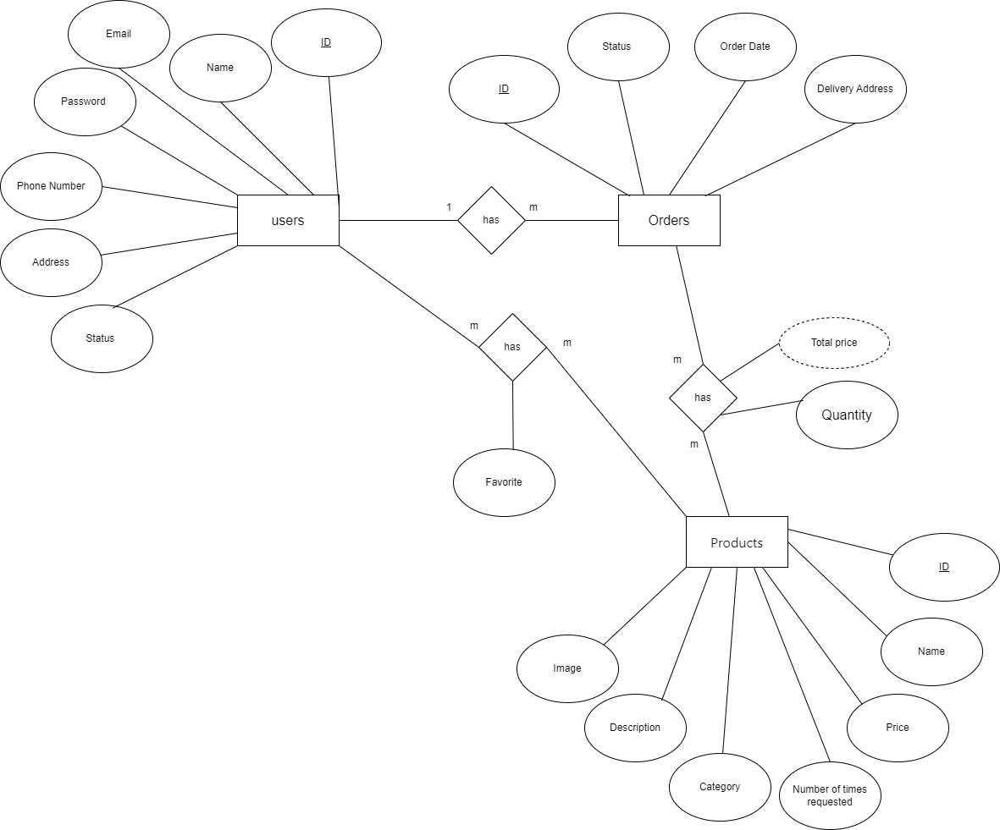 Email
ID
Name
Password
Status
Order Date
ID
Delivery Address
Phone Number
users
1
has
m
Orders
Address
Status
m
has
m
Favorite
m
has
m
Total price
Quantity
Products
ID
Name
Image
Description
Category
Number of times
requested
Price